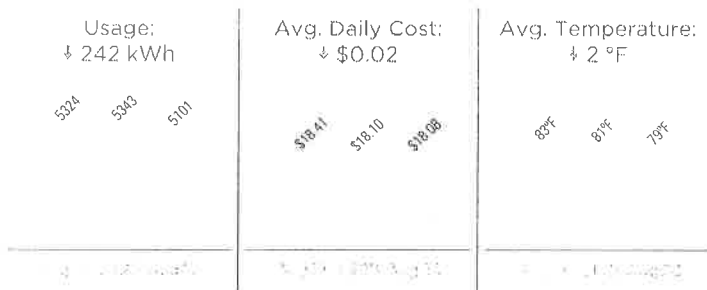 Usage:
↓ 242 kWh
5324 5343 5101
Avg. Daily Cost:
↓ $0.02
$18.41 $18.10 $18.08
Avg. Temperature:
↓ 2 °F
83°F 81°F 79°F